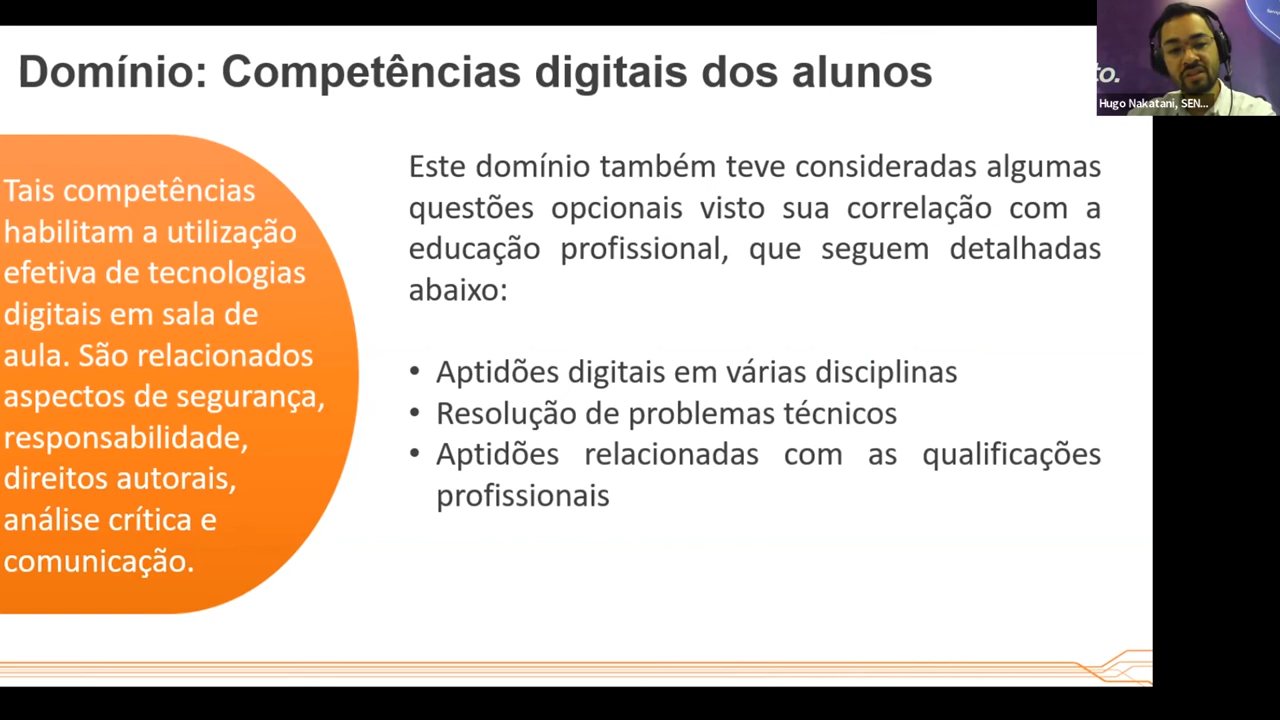 Domínio: Competências digitais dos alunos
to.
Hugo Nakatani, SEN...
Tais competências
habilitam a utilização
efetiva de tecnologias
digitais em sala de
aula. São relacionados
aspectos de segurança,
responsabilidade,
direitos autorais,
análise crítica e
comunicação.
Este domínio também teve consideradas algumas
questões opcionais visto sua correlação com a
educação profissional, que seguem detalhadas
abaixo:
• Aptidões digitais em várias disciplinas
• Resolução de problemas técnicos
• Aptidões relacionadas com as qualificações
profissionais